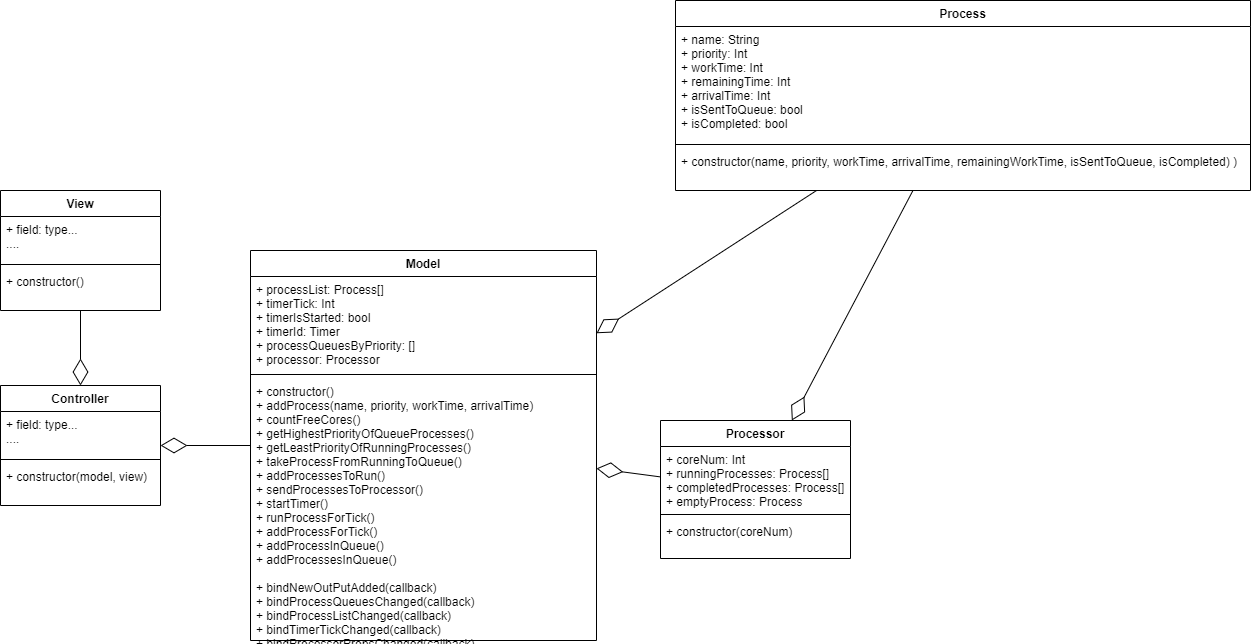 Process
+ name: String
+ priority: Int
+ workTime: Int
+ remainingTime: Int
+ arrivalTime: Int
+ isSentToQueue: bool
+ isCompleted: bool
+ constructor(name, priority, workTime, arrivalTime, remainingWorkTime, isSentToQueue, isCompleted) )
View
+ field: type...
....
+ constructor()
Controller
+ field: type...
....
+ constructor(model, view)
Model
+ processList: Process[]
+ timerTick: Int
+ timerIsStarted: bool
+ timerId: Timer
+ processQueuesByPriority: []
+ processor: Processor
+ constructor()
+ addProcess(name, priority, workTime, arrivalTime)
+ countFreeCores()
+ getHighestPriorityOfQueueProcesses()
+ getLeastPriorityOfRunningProcesses()
+ takeProcessFromRunningToQueue()
+ addProcessesToRun()
+ sendProcessesToProcessor()
+ startTimer()
+ runProcessForTick()
+ addProcessForTick()
+ addProcessInQueue()
+ addProcessesInQueue()
+ bindNewOutPutAdded(callback)
+ bindProcessQueuesChanged(callback)
+ bindProcessListChanged(callback)
+ bindTimerTickChanged(callback)
+ bindProcessorPropsChanged(callback)
Processor
+ coreNum: Int
+ runningProcesses: Process[]
+ completedProcesses: Process[]
+ emptyProcess: Process
+ constructor(coreNum)